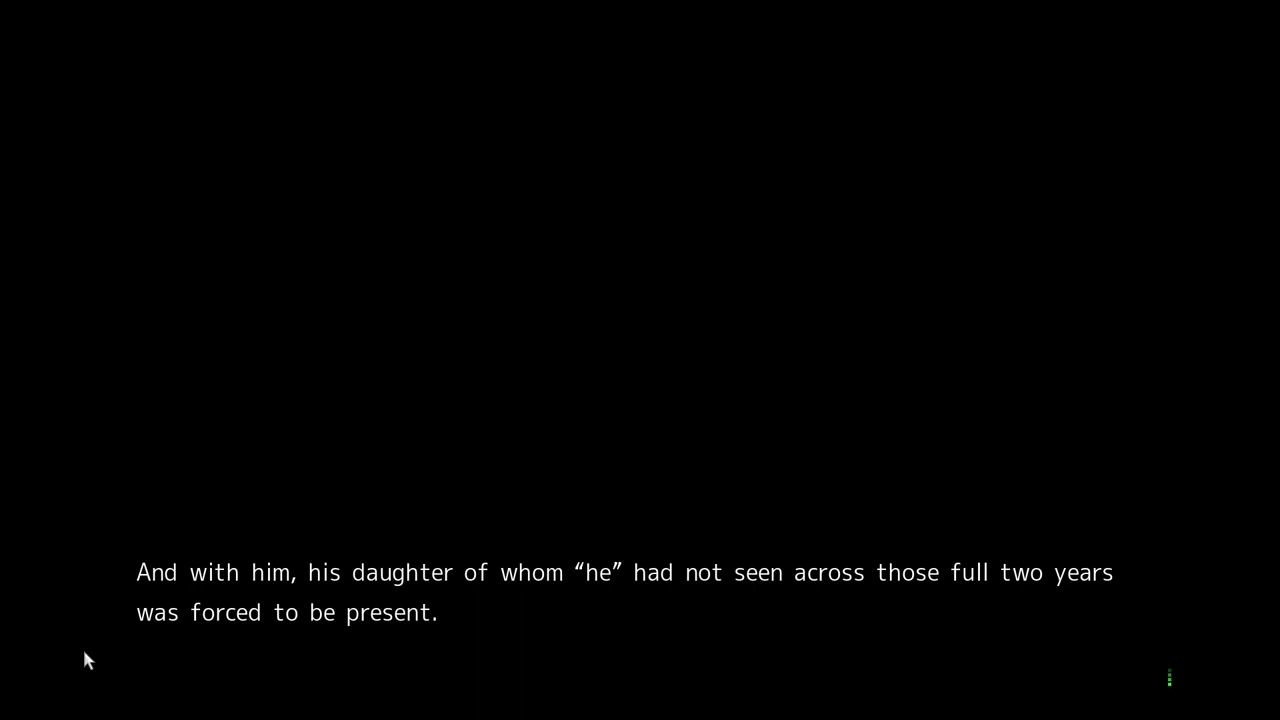 And with him, his daughter of whom “he” had not seen across those full two years
was forced to be present.